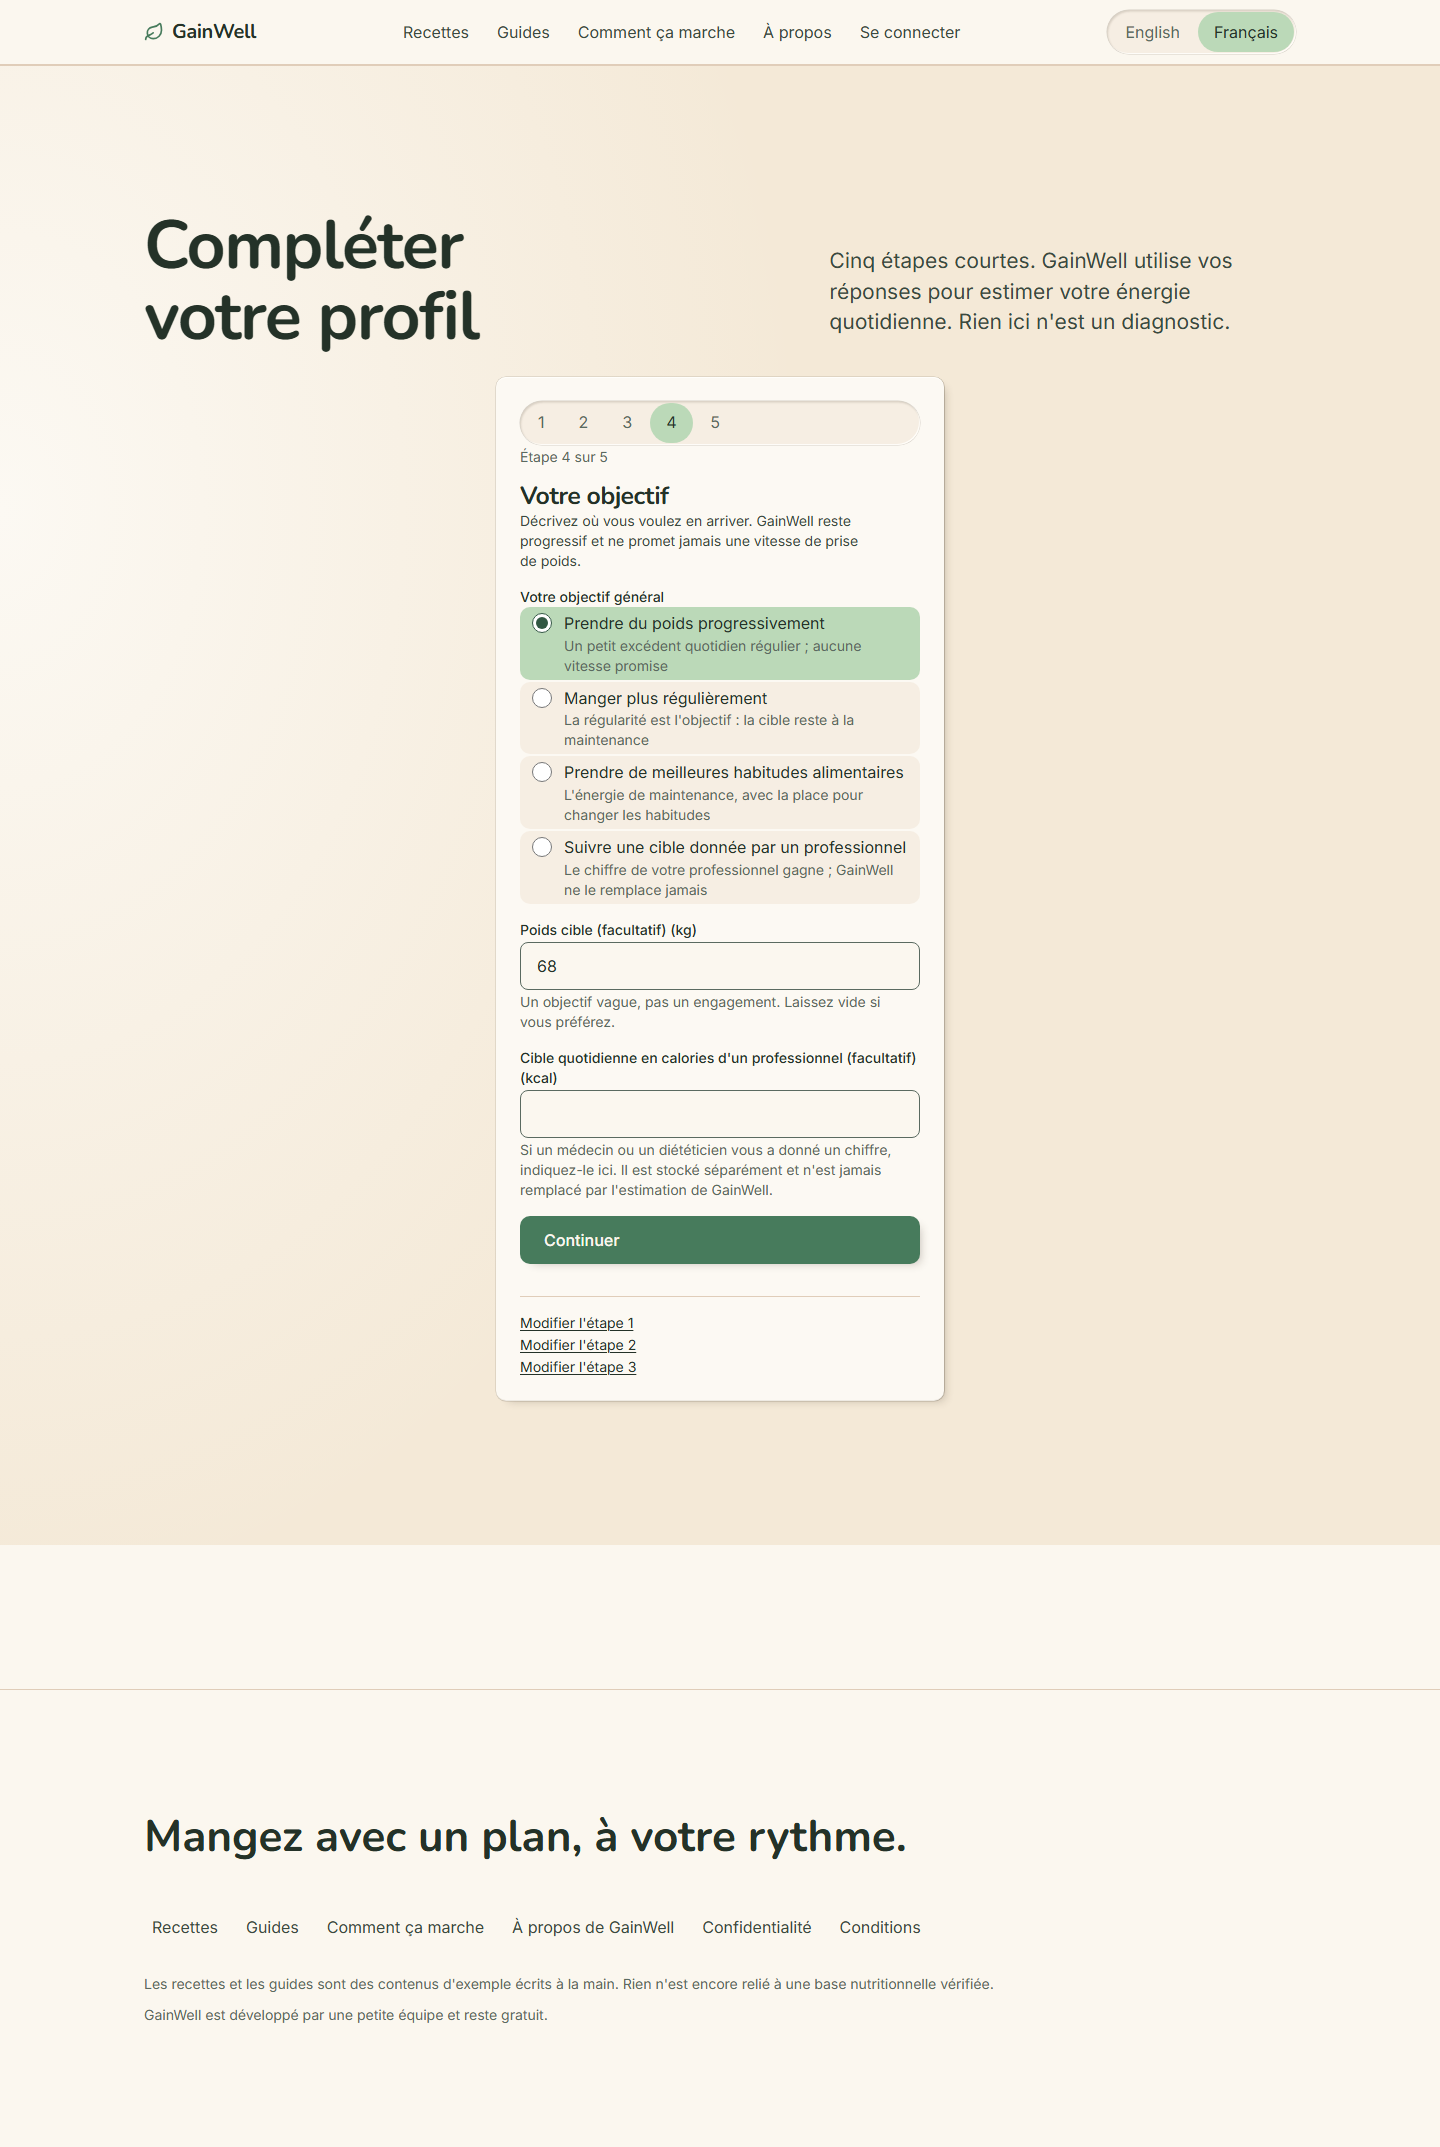 GainWell
Recettes
Guides
Comment ça marche
À propos
Se connecter
English
Français
Compléter
votre profil
Cinq étapes courtes. GainWell utilise vos
réponses pour estimer votre énergie
quotidienne. Rien ici n'est un diagnostic.
1 2 3 4 5
Étape 4 sur 5
Votre objectif
Décrivez où vous voulez en arriver. GainWell reste
progressif et ne promet jamais une vitesse de prise
de poids.
Votre objectif général
Prendre du poids progressivement
Un petit excédent quotidien régulier ; aucune
vitesse promise
Manger plus régulièrement
La régularité est l'objectif : la cible reste à la
maintenance
Prendre de meilleures habitudes alimentaires
L'énergie de maintenance, avec la place pour
changer les habitudes
Suivre une cible donnée par un professionnel
Le chiffre de votre professionnel gagne ; GainWell
ne le remplace jamais
Poids cible (facultatif) (kg)
68
Un objectif vague, pas un engagement. Laissez vide si
vous préférez.
Cible quotidienne en calories d'un professionnel (facultatif)
(kcal)
Si un médecin ou un diététicien vous a donné un chiffre,
indiquez-le ici. Il est stocké séparément et n'est jamais
remplacé par l'estimation de GainWell.
Continuer
Modifier l'étape 1
Modifier l'étape 2
Modifier l'étape 3
Mangez avec un plan, à votre rythme.
Recettes
Guides
Comment ça marche
À propos de GainWell
Confidentialité
Conditions
Les recettes et les guides sont des contenus d'exemple écrits à la main. Rien n'est encore relié à une base nutritionnelle vérifiée.
GainWell est développé par une petite équipe et reste gratuit.